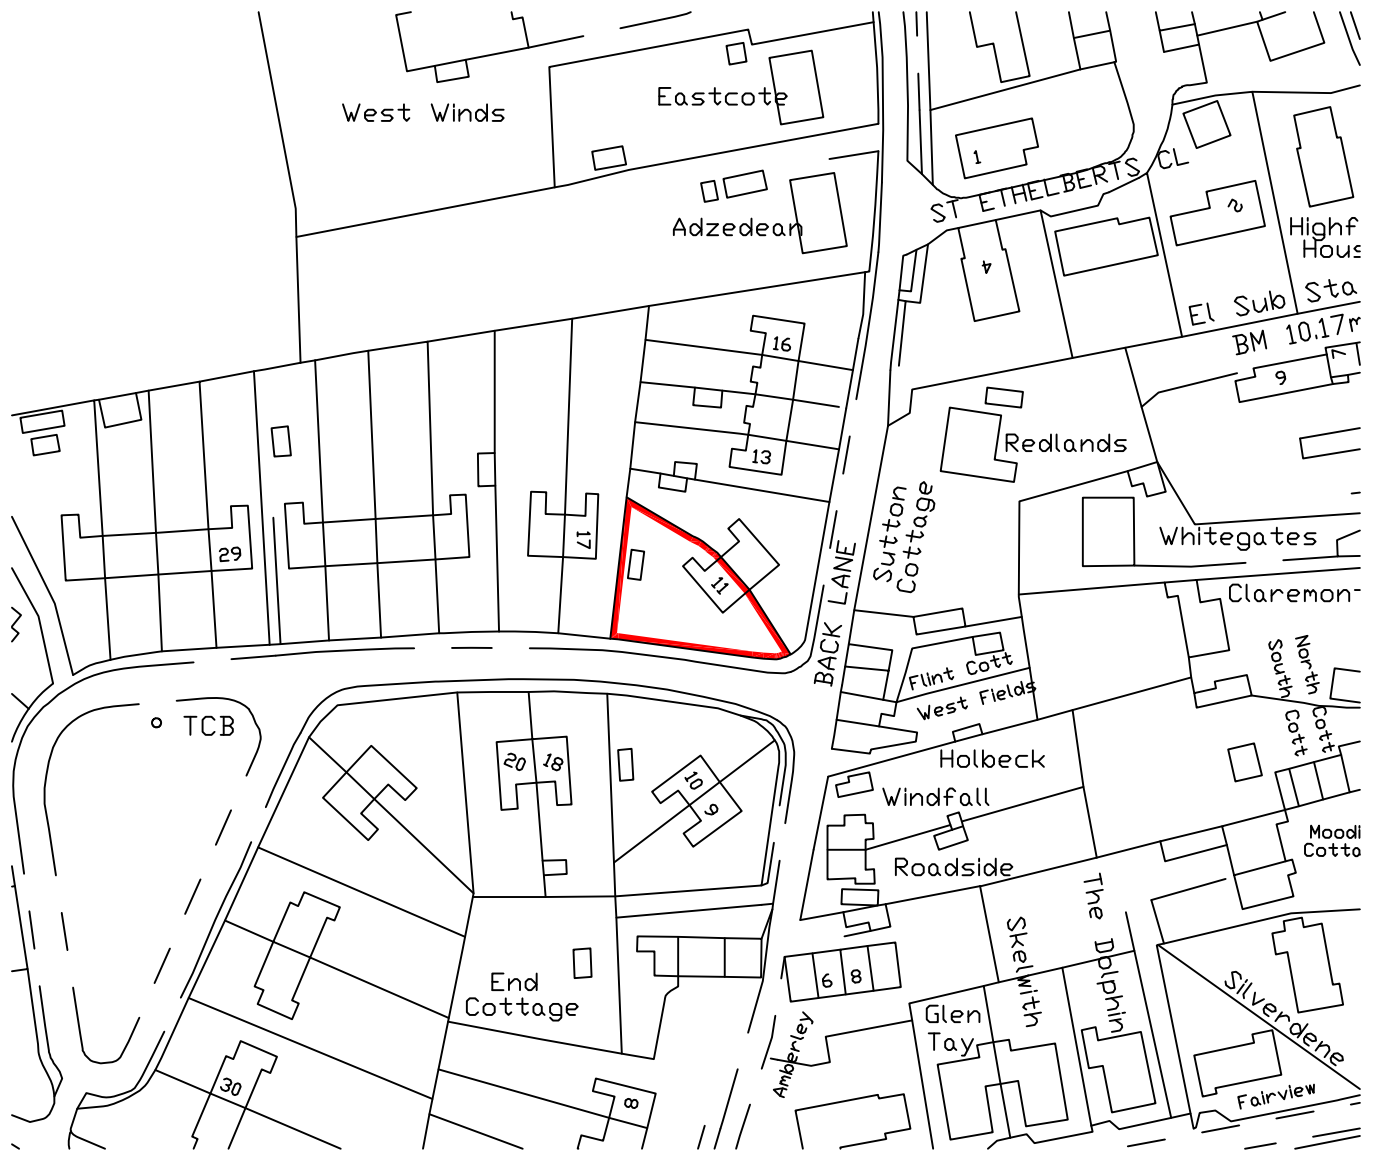 West Winds
Eastcote
1
ST ETHELBERTS CL
2
Adzedean
Highf
Hous
4
El Sub Sta
BM 10.17m
16
7
9
13
Redlands
Sutton
Cottage
17
29
Whitegates
11
BACK LANE
Claremon
Flint Cott
West Fields
North Cott
South Cott
TCB
20
18
10
9
Holbeck
Windfall
Roadside
Moodi
Cotta
The Dolphin
Skelwith
End
Cottage
6
8
Silverdene
Glen
Tay
Amberley
30
8
Fairview